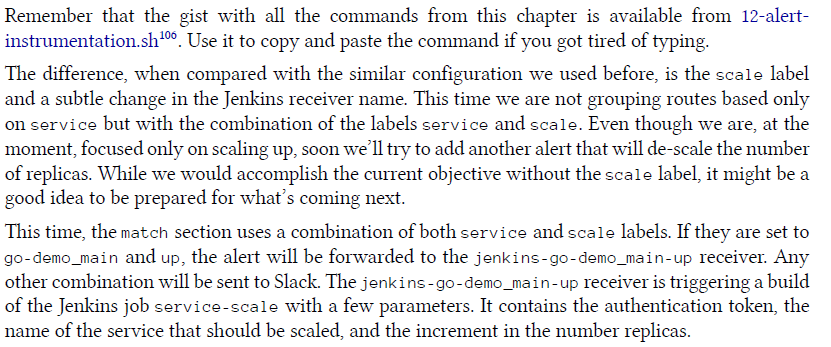 Remember that the gist with all the commands from this chapter is available from 12-alert-
instrumentation.sh¹⁰⁶. Use it to copy and paste the command if you got tired of typing.
The difference, when compared with the similar configuration we used before, is the scale label
and a subtle change in the Jenkins receiver name. This time we are not grouping routes based only
on service but with the combination of the labels service and scale. Even though we are, at the
moment, focused only on scaling up, soon we'll try to add another alert that will de-scale the number
of replicas. While we would accomplish the current objective without the scale label, it might be a
good idea to be prepared for what's coming next.
This time, the match section uses a combination of both service and scale labels. If they are set to
go-demo_main and up, the alert will be forwarded to the jenkins-go-demo_main-up receiver. Any
other combination will be sent to Slack. The jenkins-go-demo_main-up receiver is triggering a build
of the Jenkins job service-scale with a few parameters. It contains the authentication token, the
name of the service that should be scaled, and the increment in the number replicas.